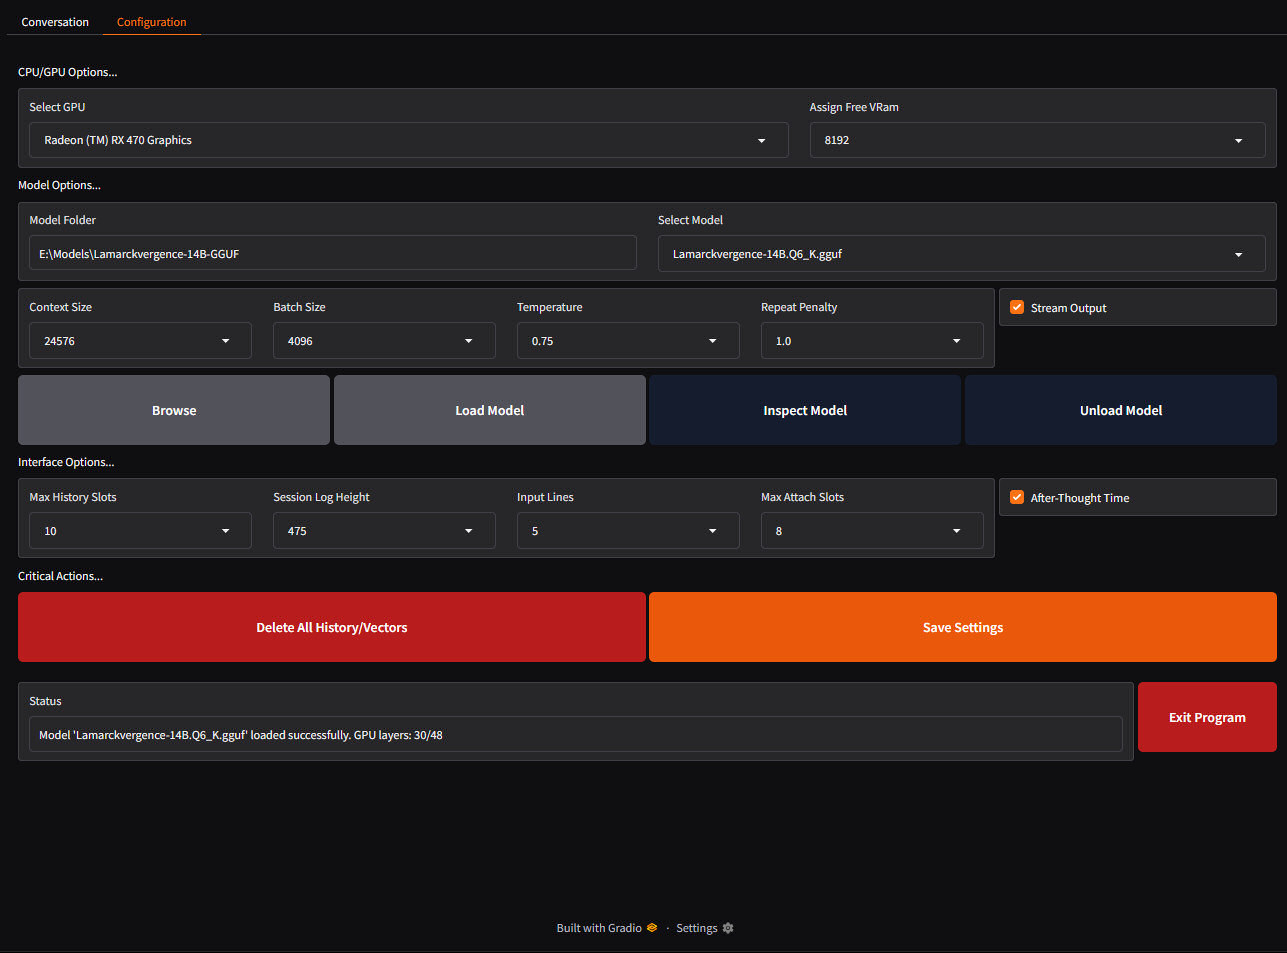 Conversation Configuration
CPU/GPU Options...
Select GPU Assign Free VRam
Radeon (TM) RX 470 Graphics 8192
Model Options...
Model Folder Select Model
E:\Models\Lamarckvergence-14B-GGUF Lamarckvergence-14B.Q6_K.gguf
Context Size Batch Size Temperature Repeat Penalty Stream Output
24576 4096 0.75 1.0
Browse Load Model Inspect Model Unload Model
Interface Options...
Max History Slots Session Log Height Input Lines Max Attach Slots After-Thought Time
10 475 5 8
Critical Actions...
Delete All History/Vectors Save Settings
Status
Exit Program
Model 'Lamarckvergence-14B.Q6_K.gguf' loaded successfully. GPU layers: 30/48
Built with Gradio · Settings